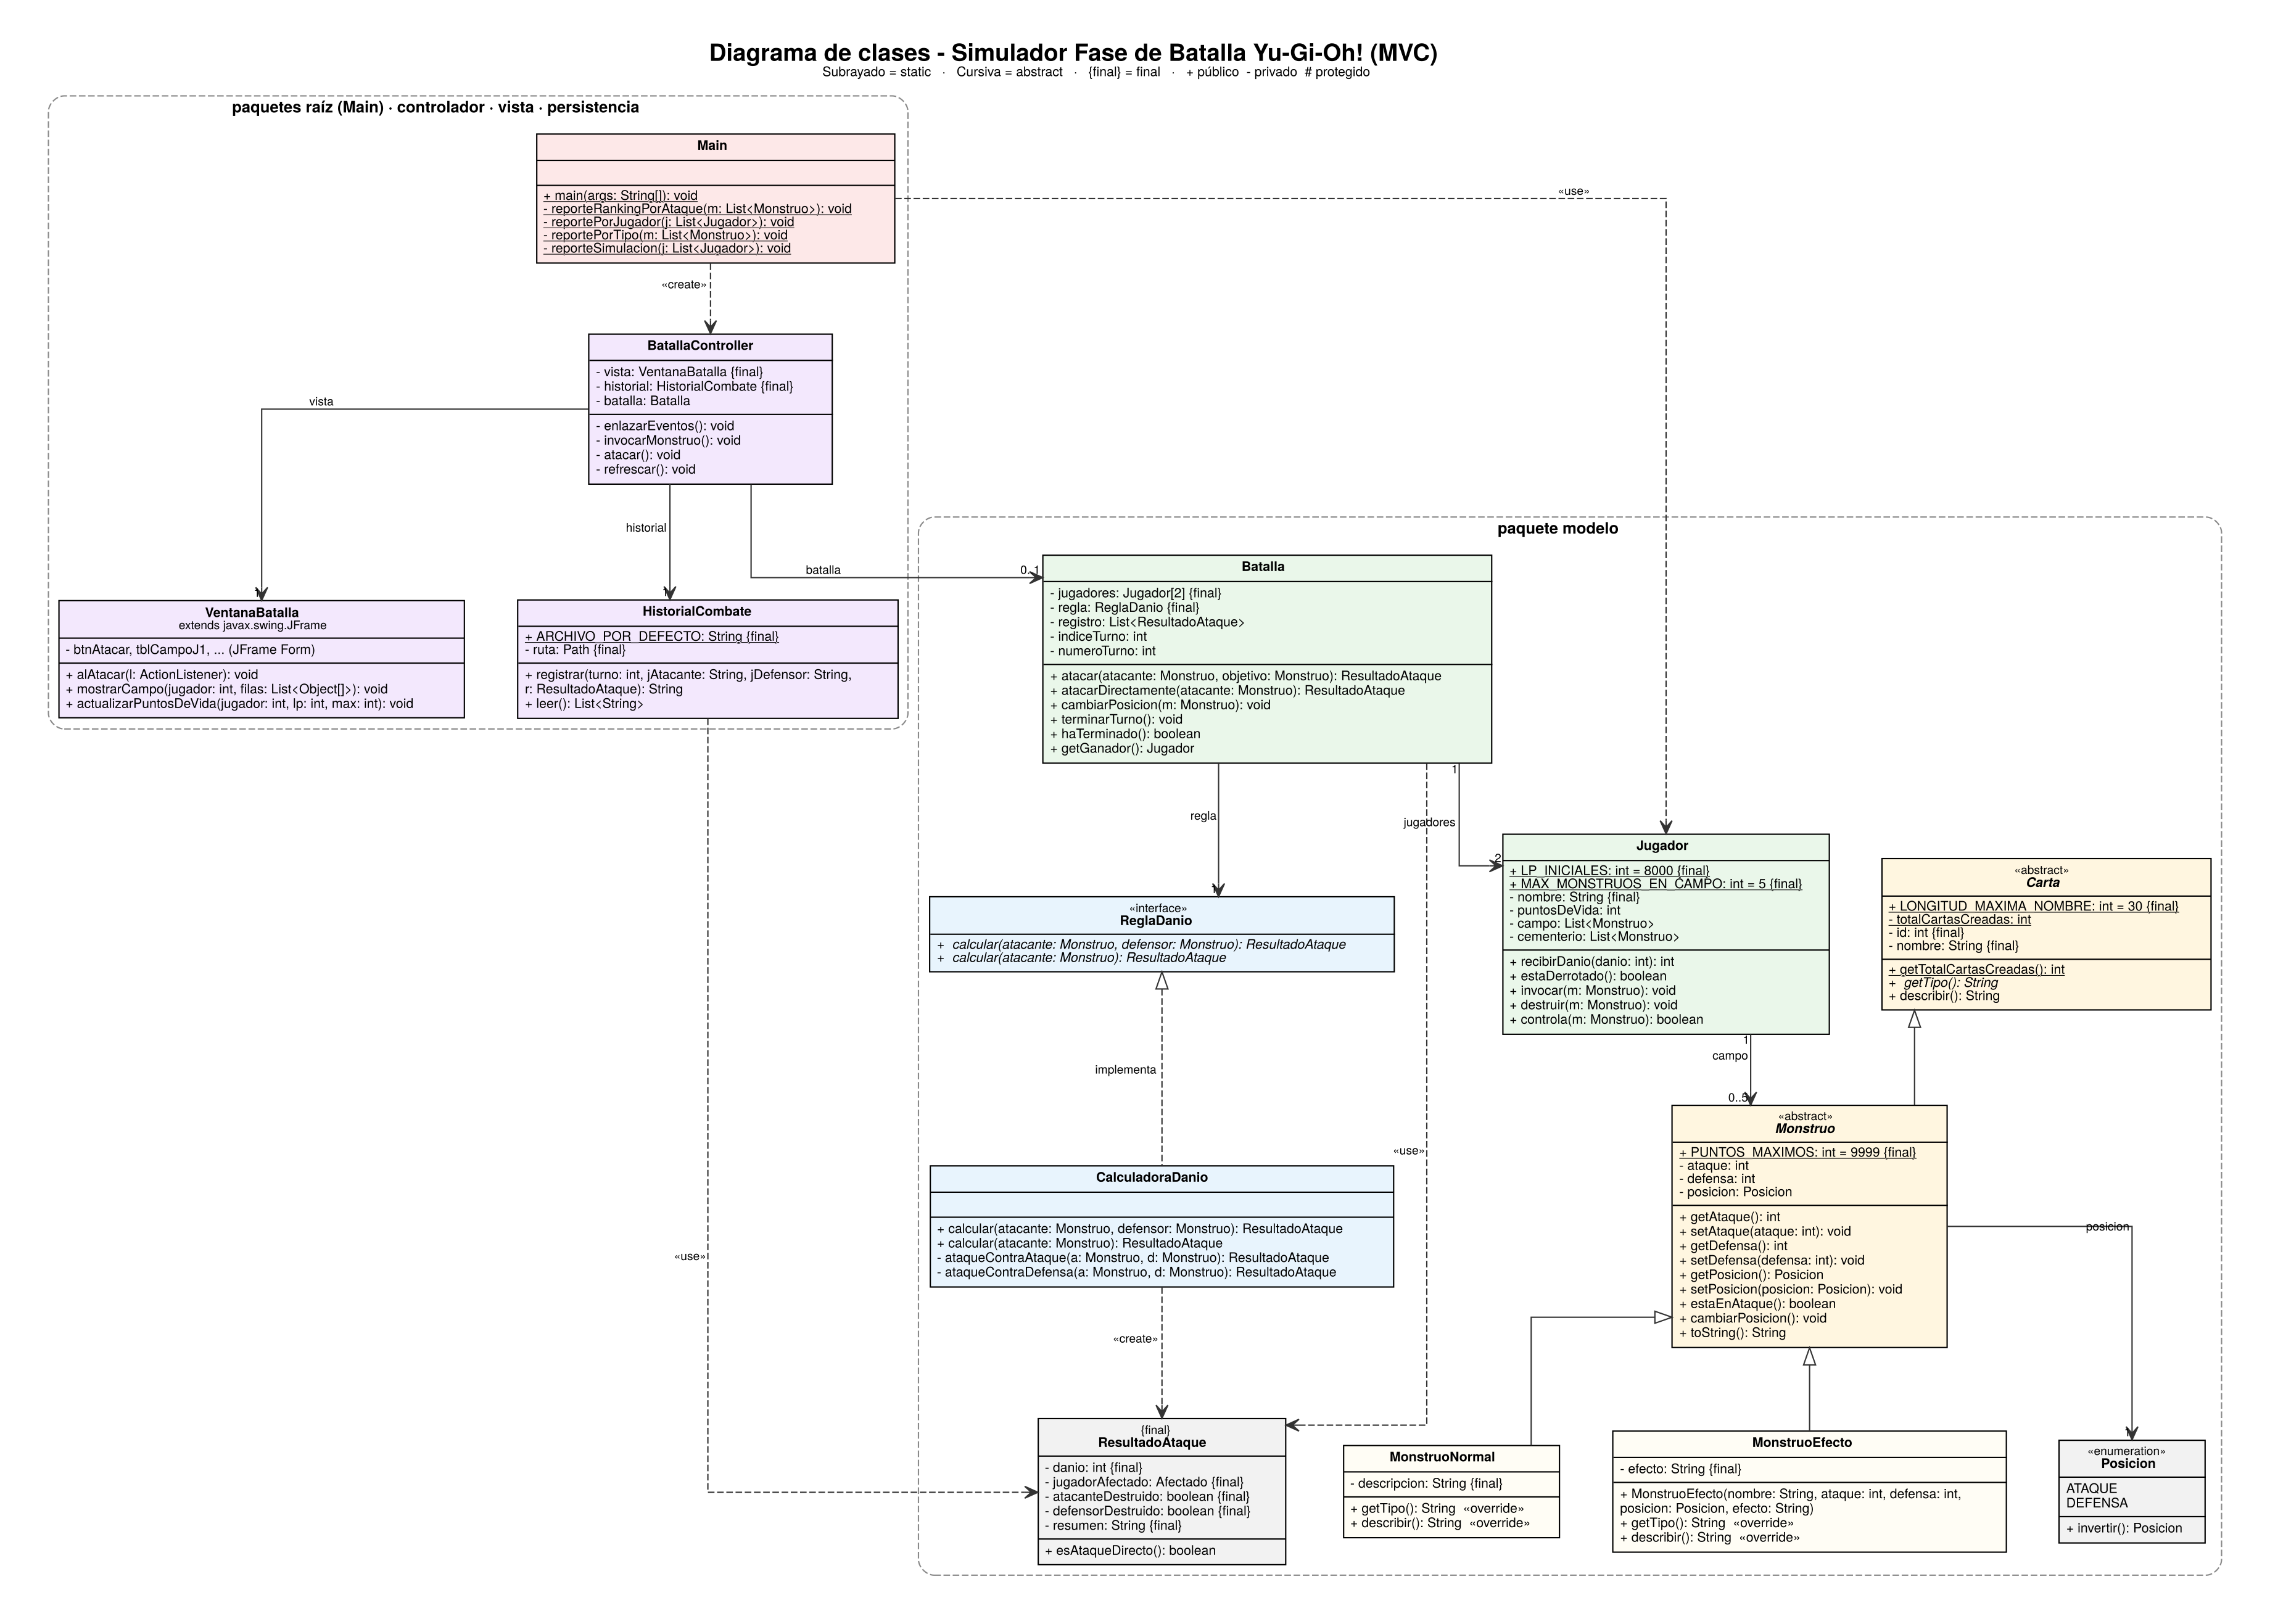 Diagrama de clases - Simulador Fase de Batalla Yu-Gi-Oh! (MVC)
Subrayado = static · Cursiva = abstract · {final} = final · + público - privado # protegido
paquetes raíz (Main) · controlador · vista · persistencia
Main
+ main(args: String[]): void
- reporteRankingPorAtaque(m: List<Monstruo>): void
- reportePorJugador(j: List<Jugador>): void
- reportePorTipo(m: List<Monstruo>): void
- reporteSimulacion(j: List<Jugador>): void
«use»
«create»
BatallaController
- vista: VentanaBatalla {final}
- historial: HistorialCombate {final}
- batalla: Batalla
- enlazarEventos(): void
- invocarMonstruo(): void
- atacar(): void
- refrescar(): void
vista
historial
batalla
0..1
VentanaBatalla
extends javax.swing.JFrame
- btnAtacar, tblCampoJ1, ... (JFrame Form)
+ alAtacar(l: ActionListener): void
+ mostrarCampo(jugador: int, filas: List<Object[]>): void
+ actualizarPuntosDeVida(jugador: int, lp: int, max: int): void
HistorialCombate
+ ARCHIVO_POR_DEFECTO: String {final}
- ruta: Path {final}
+ registrar(turno: int, jAtacante: String, jDefensor: String,
r: ResultadoAtaque): String
+ leer(): List<String>
paquete modelo
Batalla
- jugadores: Jugador[2] {final}
- regla: ReglaDanio {final}
- registro: List<ResultadoAtaque>
- indiceTurno: int
- numeroTurno: int
+ atacar(atacante: Monstruo, objetivo: Monstruo): ResultadoAtaque
+ atacarDirectamente(atacante: Monstruo): ResultadoAtaque
+ cambiarPosicion(m: Monstruo): void
+ terminarTurno(): void
+ haTerminado(): boolean
+ getGanador(): Jugador
regla
1
jugadores
2
«interface»
ReglaDanio
+ calcular(atacante: Monstruo, defensor: Monstruo): ResultadoAtaque
+ calcular(atacante: Monstruo): ResultadoAtaque
Jugador
+ LP_INICIALES: int = 8000 {final}
+ MAX_MONSTRUOS_EN_CAMPO: int = 5 {final}
- nombre: String {final}
- puntosDeVida: int
- campo: List<Monstruo>
- cementerio: List<Monstruo>
+ recibirDanio(danio: int): int
+ estaDerrotado(): boolean
+ invocar(m: Monstruo): void
+ destruir(m: Monstruo): void
+ controla(m: Monstruo): boolean
«abstract»
Carta
+ LONGITUD_MAXIMA_NOMBRE: int = 30 {final}
- totalCartasCreadas: int
- id: int {final}
- nombre: String {final}
+ getTotalCartasCreadas(): int
+ getTipo(): String
+ describir(): String
implementa
1
campo
0..5
«abstract»
Monstruo
+ PUNTOS_MAXIMOS: int = 9999 {final}
- ataque: int
- defensa: int
- posicion: Posicion
+ getAtaque(): int
+ setAtaque(ataque: int): void
+ getDefensa(): int
+ setDefensa(defensa: int): void
+ getPosicion(): Posicion
+ setPosicion(posicion: Posicion): void
+ estaEnAtaque(): boolean
+ cambiarPosicion(): void
+ toString(): String
«use»
CalculadoraDanio
+ calcular(atacante: Monstruo, defensor: Monstruo): ResultadoAtaque
+ calcular(atacante: Monstruo): ResultadoAtaque
- ataqueContraAtaque(a: Monstruo, d: Monstruo): ResultadoAtaque
- ataqueContraDefensa(a: Monstruo, d: Monstruo): ResultadoAtaque
posicion
«use»
«create»
{final}
ResultadoAtaque
- danio: int {final}
- jugadorAfectado: Afectado {final}
- atacanteDestruido: boolean {final}
- defensorDestruido: boolean {final}
- resumen: String {final}
+ esAtaqueDirecto(): boolean
MonstruoNormal
- descripcion: String {final}
+ getTipo(): String «override»
+ describir(): String «override»
MonstruoEfecto
- efecto: String {final}
+ MonstruoEfecto(nombre: String, ataque: int, defensa: int,
posicion: Posicion, efecto: String)
+ getTipo(): String «override»
+ describir(): String «override»
«enumeration»
Posicion
ATAQUE
DEFENSA
+ invertir(): Posicion